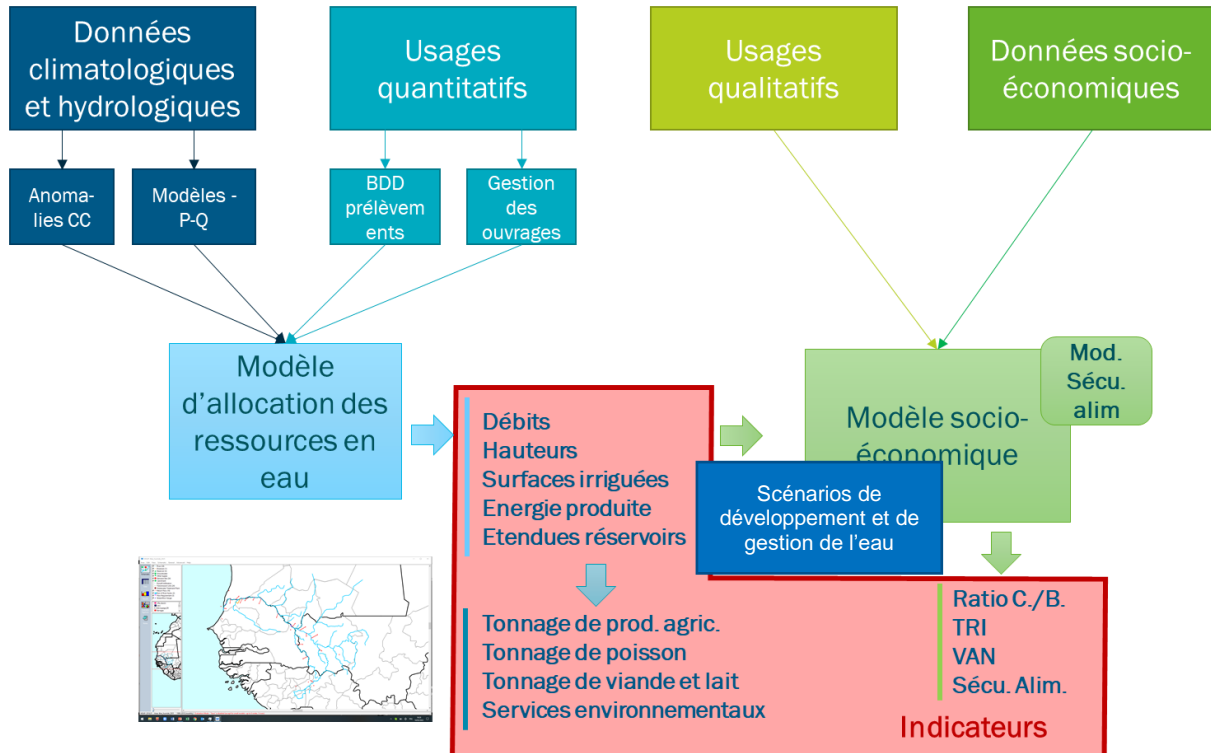 Données
climatologiques
et hydrologiques
Usages
quantitatifs
Usages
qualitatifs
Données socio-
économiques
Anoma-
lies CC
Modèles -
P-Q
BDD
prélèvem
ents
Gestion
des
ouvrages
Modèle
d'allocation des
ressources en
eau
Débits
Hauteurs
Surfaces irriguées
Energie produite
Etendues réservoirs
Modèle socio-
économique
Mod.
Sécu.
alim
Scénarios de
développement et de
gestion de l'eau
Tonnage de prod. agric.
Tonnage de poisson
Tonnage de viande et lait
Services environnementaux
Ratio C./B.
TRI
VAN
Sécu. Alim.
Indicateurs